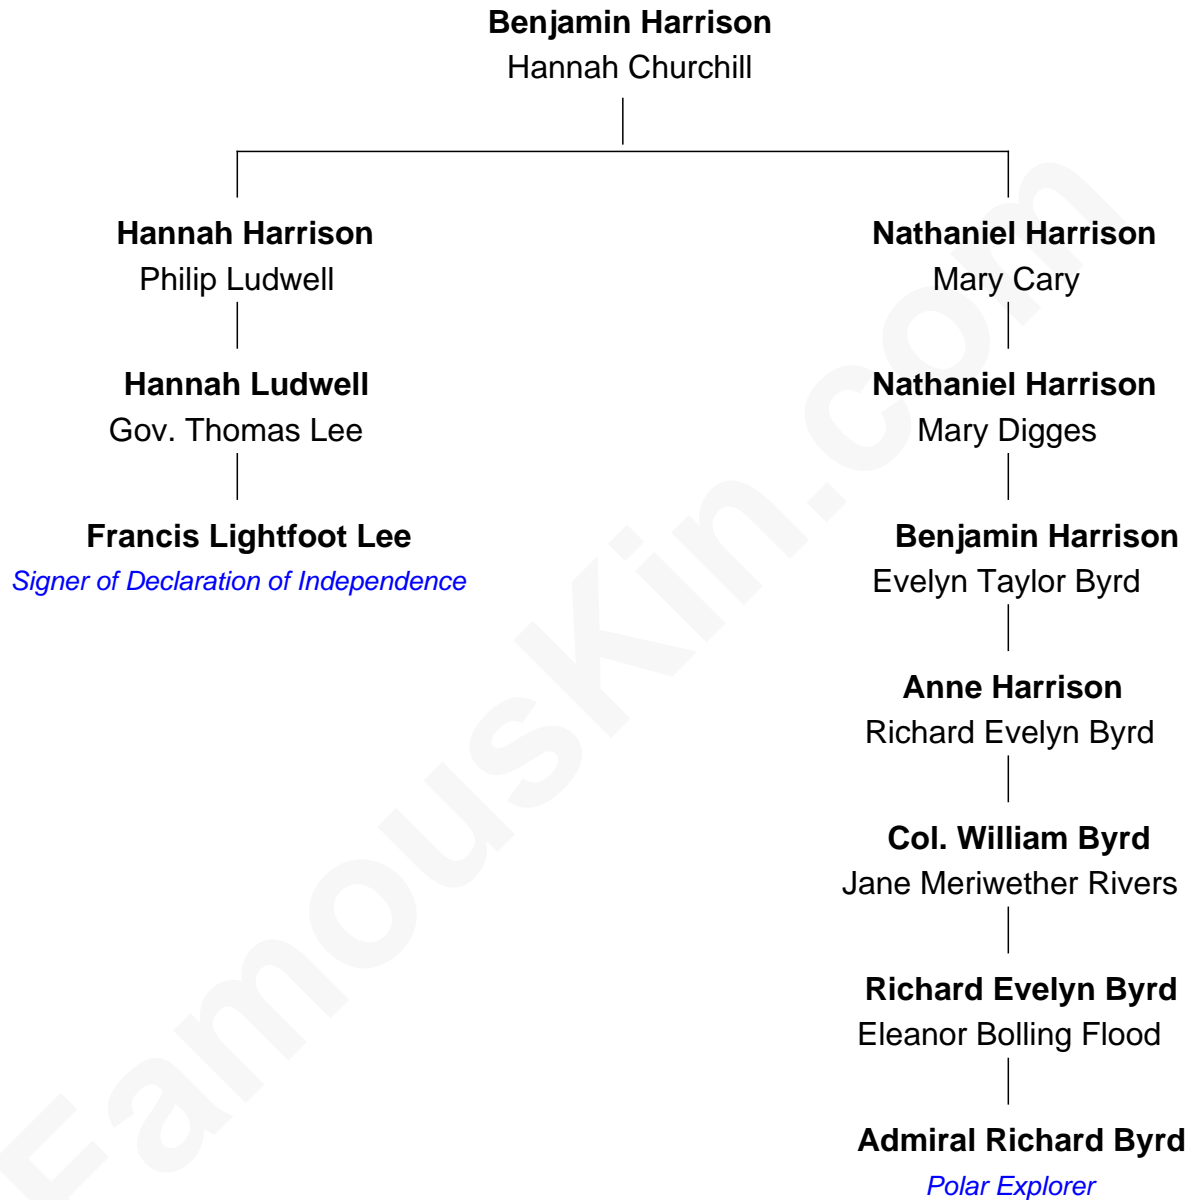 Benjamin Harrison
Hannah Churchill
Hannah Harrison
Philip Ludwell
Nathaniel Harrison
Mary Cary
Hannah Ludwell
Gov. Thomas Lee
Nathaniel Harrison
Mary Digges
Francis Lightfoot Lee
Signer of Declaration of Independence
Benjamin Harrison
Evelyn Taylor Byrd
Anne Harrison
Richard Evelyn Byrd
Col. William Byrd
Jane Meriwether Rivers
Richard Evelyn Byrd
Eleanor Bolling Flood
Admiral Richard Byrd
Polar Explorer
FamousKin.com